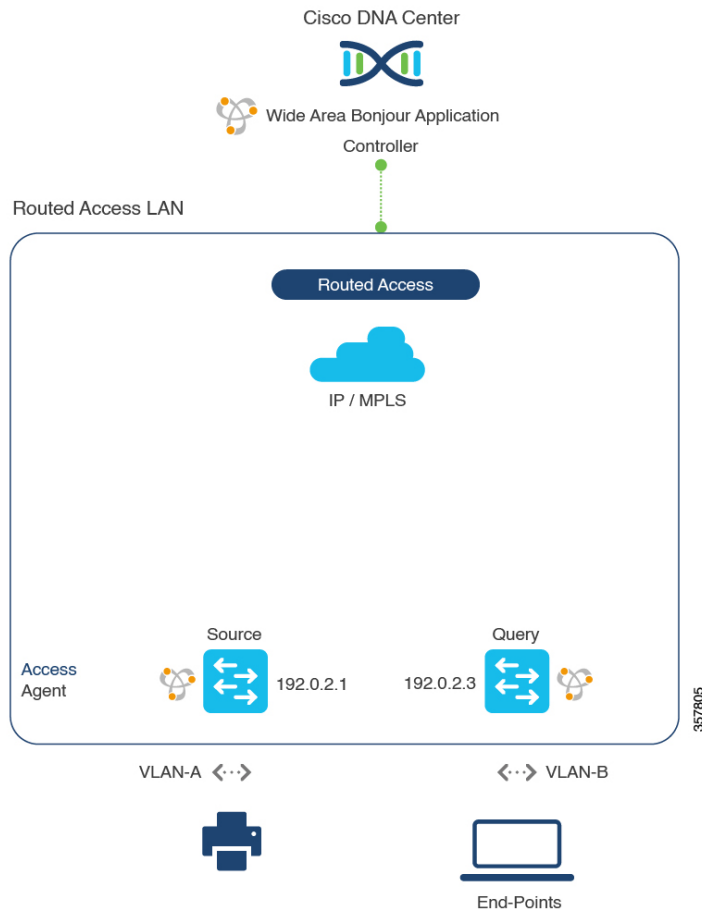 Cisco DNA Center
Wide Area Bonjour Application
Controller
Routed Access LAN
Routed Access
IP / MPLS
Source
Query
Access
Agent
192.0.2.1
192.0.2.3
357805
VLAN-A
VLAN-B
End-Points